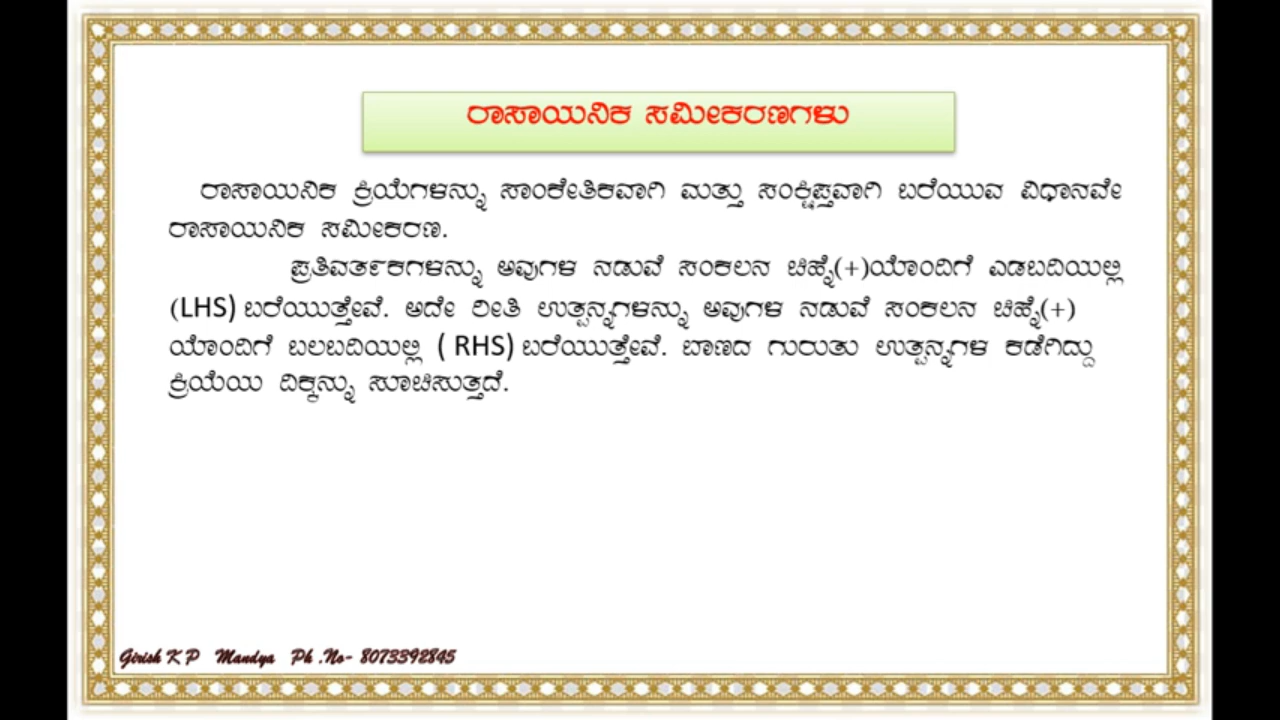 ರಾಸಾಯನಿಕ ಸಮೀಕರಣಗಳು
ರಾಸಾಯನಿಕ ಕ್ರಿಯೆಗಳನ್ನು ಸಾಂಕೇತಿಕವಾಗಿ ಮತ್ತು ಸಂಕ್ಷಿಪ್ತವಾಗಿ ಬರೆಯುವ ವಿಧಾನವೇ
ರಾಸಾಯನಿಕ ಸಮೀಕರಣ.
ಪ್ರತಿವರ್ತಕಗಳನ್ನು ಅವುಗಳ ನಡುವೆ ಸಂಕಲನ ಚಿಹ್ನೆ(+)ಯೊಂದಿಗೆ ಎಡಬದಿಯಲ್ಲಿ
(LHS) ಬರೆಯುತ್ತೇವೆ. ಅದೇ ರೀತಿ ಉತ್ಪನ್ನಗಳನ್ನು ಅವುಗಳ ನಡುವೆ ಸಂಕಲನ ಚಿಹ್ನೆ(+)
ಯೊಂದಿಗೆ ಬಲಬದಿಯಲ್ಲಿ ( RHS) ಬರೆಯುತ್ತೇವೆ. ಬಾಣದ ಗುರುತು ಉತ್ಪನ್ನಗಳ ಕಡೆಗಿದ್ದು
ಕ್ರಿಯೆಯ ದಿಕ್ಕನ್ನು ಸೂಚಿಸುತ್ತದೆ.
Girish K P Mandya Ph .No- 8073392845